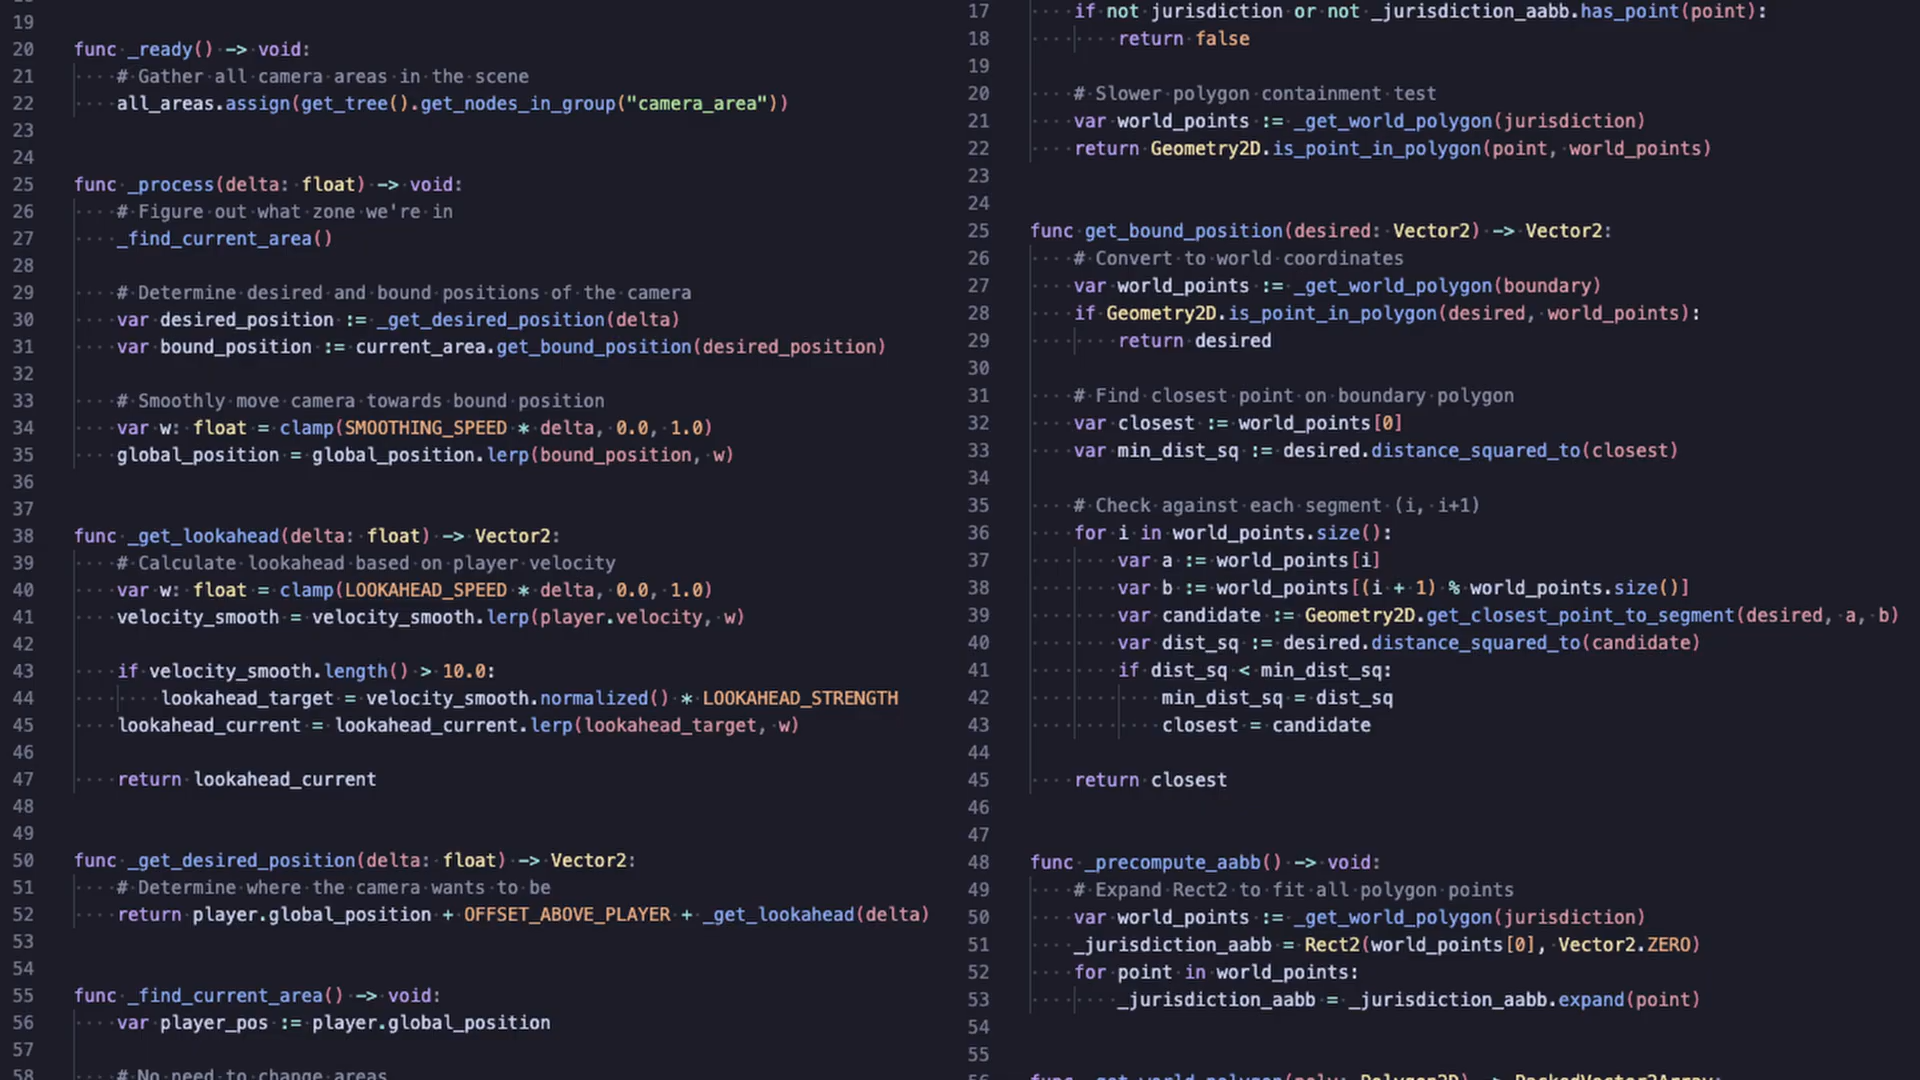 19
20 func _ready() -> void:
21 # Gather all camera areas in the scene
22 all_areas.assign(get_tree().get_nodes_in_group("camera_area"))
23
24
25 func _process(delta: float) -> void:
26 # Figure out what zone we're in
27 _find_current_area()
28
29 # Determine desired and bound positions of the camera
30 var desired_position := _get_desired_position(delta)
31 var bound_position := current_area.get_bound_position(desired_position)
32
33 # Smoothly move camera towards bound position
34 var w: float = clamp(SMOOTHING_SPEED * delta, 0.0, 1.0)
35 global_position = global_position.lerp(bound_position, w)
36
37
38 func _get_lookahead(delta: float) -> Vector2:
39 # Calculate lookahead based on player velocity
40 var w: float = clamp(LOOKAHEAD_SPEED * delta, 0.0, 1.0)
41 velocity_smooth = velocity_smooth.lerp(player.velocity, w)
42
43 if velocity_smooth.length() > 10.0:
44 lookahead_target = velocity_smooth.normalized() * LOOKAHEAD_STRENGTH
45 lookahead_current = lookahead_current.lerp(lookahead_target, w)
46
47 return lookahead_current
48
49
50 func _get_desired_position(delta: float) -> Vector2:
51 # Determine where the camera wants to be
52 return player.global_position + OFFSET_ABOVE_PLAYER + _get_lookahead(delta)
53
54
55 func _find_current_area() -> void:
56 var player_pos := player.global_position
57
58 # No need to change areas
17 if not jurisdiction or not _jurisdiction_aabb.has_point(point):
18 return false
19
20 # Slower polygon containment test
21 var world_points := _get_world_polygon(jurisdiction)
22 return Geometry2D.is_point_in_polygon(point, world_points)
23
24
25 func get_bound_position(desired: Vector2) -> Vector2:
26 # Convert to world coordinates
27 var world_points := _get_world_polygon(boundary)
28 if Geometry2D.is_point_in_polygon(desired, world_points):
29 return desired
30
31 # Find closest point on boundary polygon
32 var closest := world_points[0]
33 var min_dist_sq := desired.distance_squared_to(closest)
34
35 # Check against each segment (i, i+1)
36 for i in world_points.size():
37 var a := world_points[i]
38 var b := world_points[(i + 1) % world_points.size()]
39 var candidate := Geometry2D.get_closest_point_to_segment(desired, a, b)
40 var dist_sq := desired.distance_squared_to(candidate)
41 if dist_sq < min_dist_sq:
42 min_dist_sq = dist_sq
43 closest = candidate
44
45 return closest
46
47
48 func _precompute_aabb() -> void:
49 # Expand Rect2 to fit all polygon points
50 var world_points := _get_world_polygon(jurisdiction)
51 _jurisdiction_aabb = Rect2(world_points[0], Vector2.ZERO)
52 for point in world_points:
53 _jurisdiction_aabb = _jurisdiction_aabb.expand(point)
54
55
56 func _get_world_polygon(poly: Polygon2D) -> PackedVector2Array: